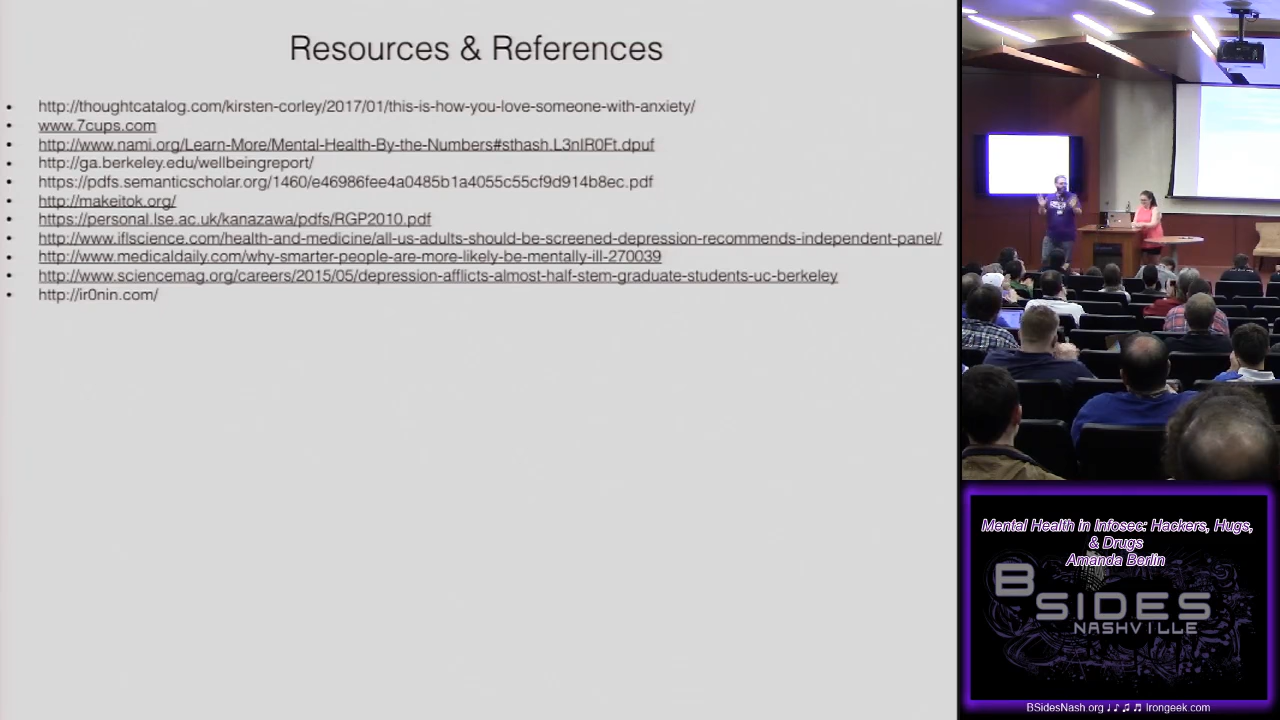 Resources & References
• http://thoughtcatalog.com/kirsten-corley/2017/01/this-is-how-you-love-someone-with-anxiety/
• www.7cups.com
• http://www.nami.org/Learn-More/Mental-Health-By-the-Numbers#sthash.L3nIR0Ft.dpuf
• http://ga.berkeley.edu/wellbeingreport/
• https://pdfs.semanticscholar.org/1460/e46986fee4a0485b1a4055c55cf9d914b8ec.pdf
• http://makeitok.org/
• https://personal.lse.ac.uk/kanazawa/pdfs/RGP2010.pdf
• http://www.iflscience.com/health-and-medicine/all-us-adults-should-be-screened-depression-recommends-independent-panel/
• http://www.medicaldaily.com/why-smarter-people-are-more-likely-be-mentally-ill-270039
• http://www.sciencemag.org/careers/2015/05/depression-afflicts-almost-half-stem-graduate-students-uc-berkeley
• http://ir0nin.com/
Mental Health in Infosec: Hackers, Hugs,
& Drugs
Amanda Berlin
BSIDES
NASHVILLE
BSidesNash.org ♩ ♪ ♫ ♬ Irongeek.com